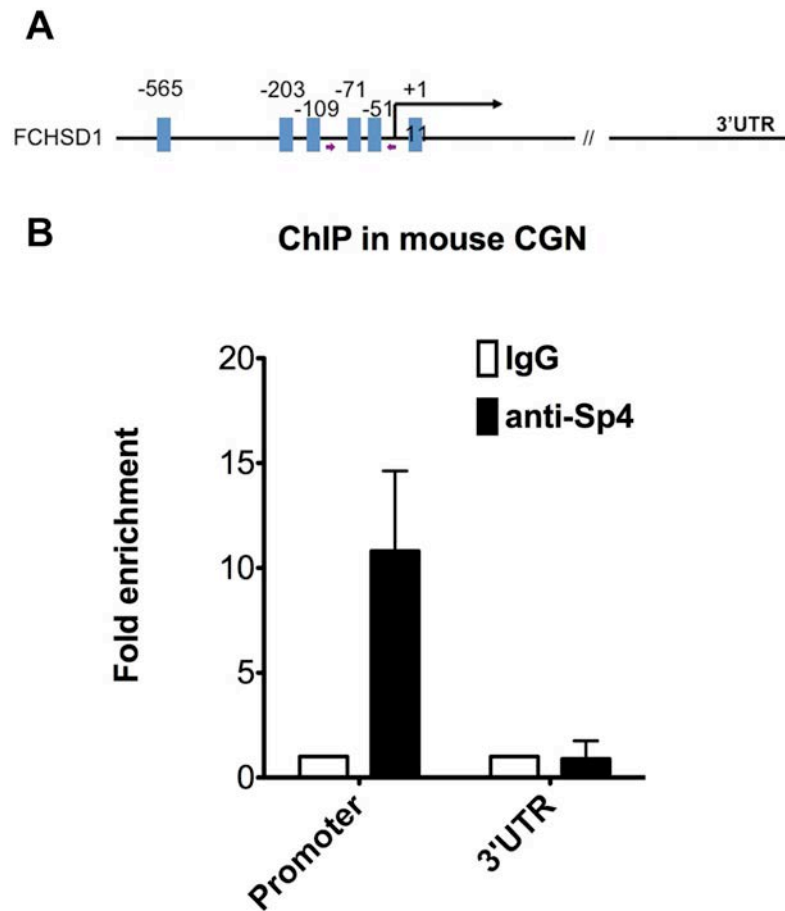 A
-565 -203 -109 -71 -51 +1
FCHSD1 11 // 3'UTR
B ChIP in mouse CGN
IgG
anti-Sp4
Fold enrichment
20
15
10
5
0
Promoter
3'UTR